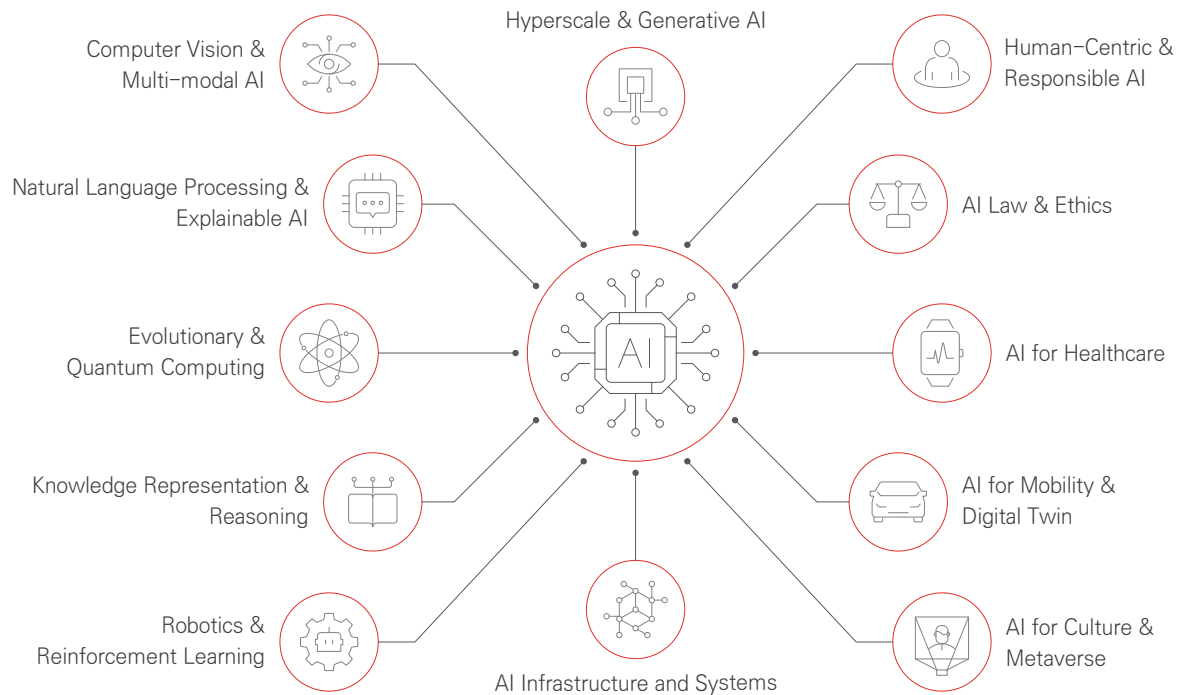 Hyperscale & Generative AI
Computer Vision &
Multi-modal AI
Human-Centric &
Responsible AI
Natural Language Processing &
Explainable AI
AI Law & Ethics
Evolutionary &
Quantum Computing
AI
AI for Healthcare
Knowledge Representation &
Reasoning
AI for Mobility &
Digital Twin
Robotics &
Reinforcement Learning
AI for Culture &
Metaverse
AI Infrastructure and Systems